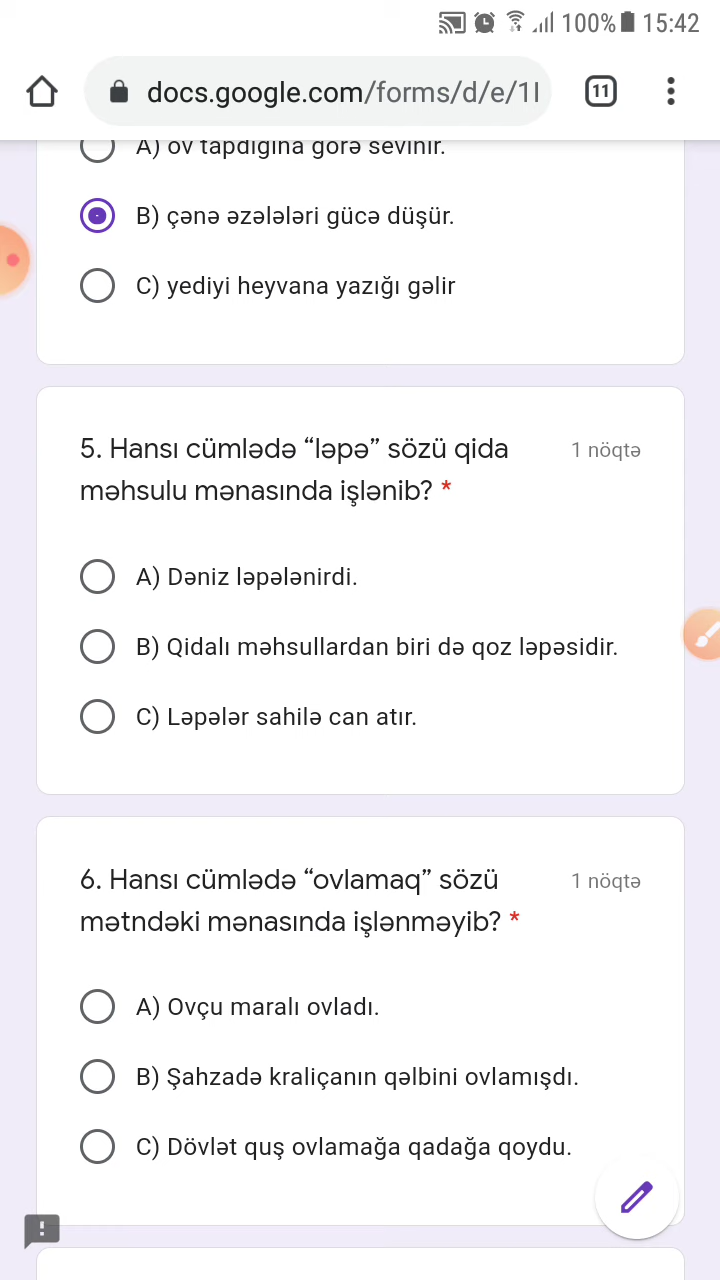 100% 15:42
docs.google.com/forms/d/e/1I
11
A) ov tapdığına görə sevinir.
B) çənə əzələləri gücə düşür.
C) yediyi heyvana yazığı gəlir
5. Hansı cümlədə “ləpə” sözü qida
məhsulu mənasında işlənib? *
1 nöqtə
A) Dəniz ləpələnirdi.
B) Qidalı məhsullardan biri də qoz ləpəsidir.
C) Ləpələr sahilə can atır.
6. Hansı cümlədə “ovlamaq” sözü
mətndəki mənasında işlənməyib? *
1 nöqtə
A) Ovçu maralı ovladı.
B) Şahzadə kraliçanın qəlbini ovlamışdı.
C) Dövlət quş ovlamağa qadağa qoydu.